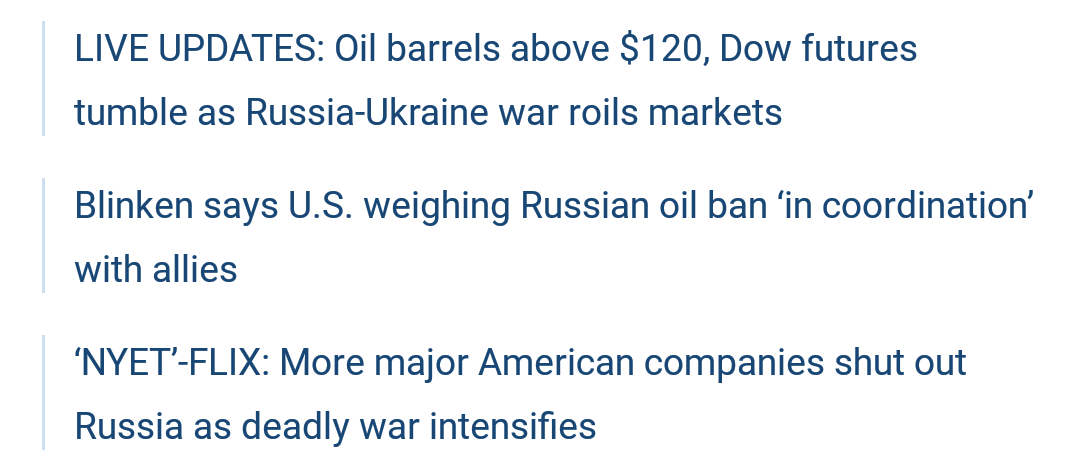 LIVE UPDATES: Oil barrels above $120, Dow futures
tumble as Russia-Ukraine war roils markets
Blinken says U.S. weighing Russian oil ban ‘in coordination’
with allies
‘NYET’-FLIX: More major American companies shut out
Russia as deadly war intensifies